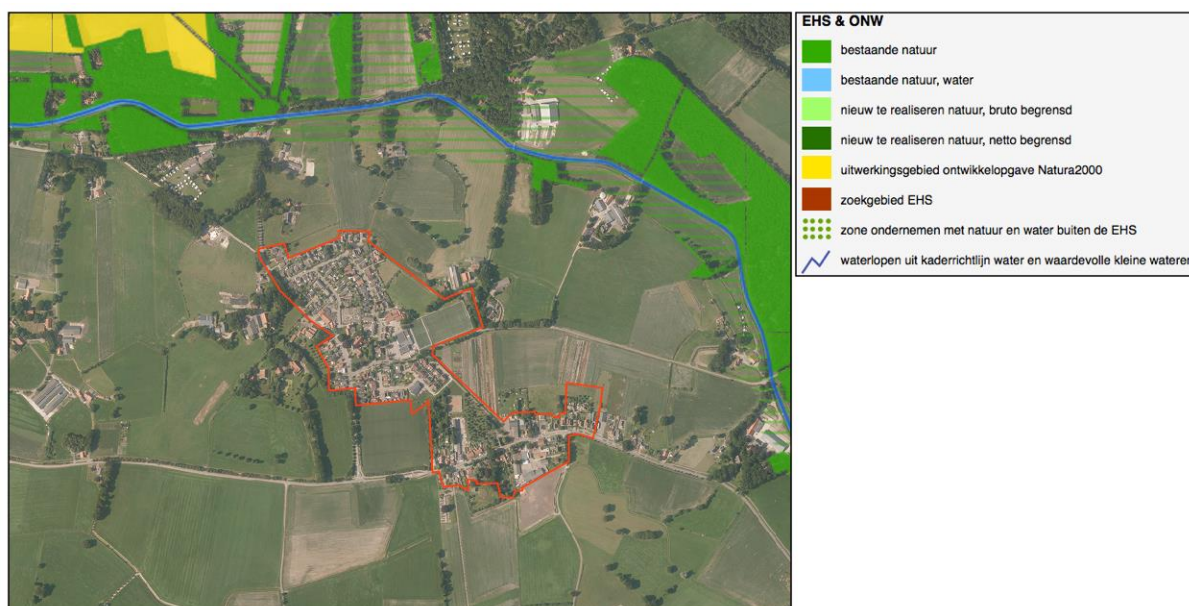 EHS & ONW
bestaande natuur
bestaande natuur, water
nieuw te realiseren natuur, bruto begrensd
nieuw te realiseren natuur, netto begrensd
uitwerkingsgebied ontwikkelopgave Natura2000
zoekgebied EHS
zone ondernemen met natuur en water buiten de EHS
waterlopen uit kaderrichtlijn water en waardevolle kleine wateren